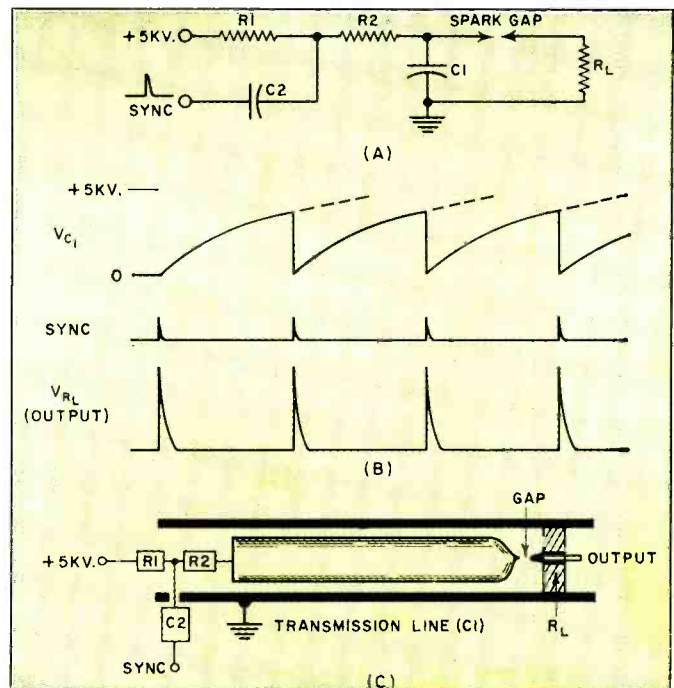 +5KV. R1 R2 SPARK GAP
C2 C1 RL
SYNC
(A)
+5KV.
VC1
0
SYNC
VRL
(OUTPUT)
(B)
GAP
+5KV. R1 R2 OUTPUT
C2 TRANSMISSION LINE (C1) RL
SYNC
(C)